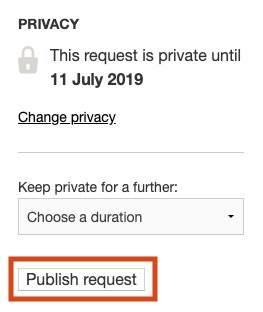 PRIVACY
This request is private until
11 July 2019
Change privacy
Keep private for a further:
Choose a duration
Publish request